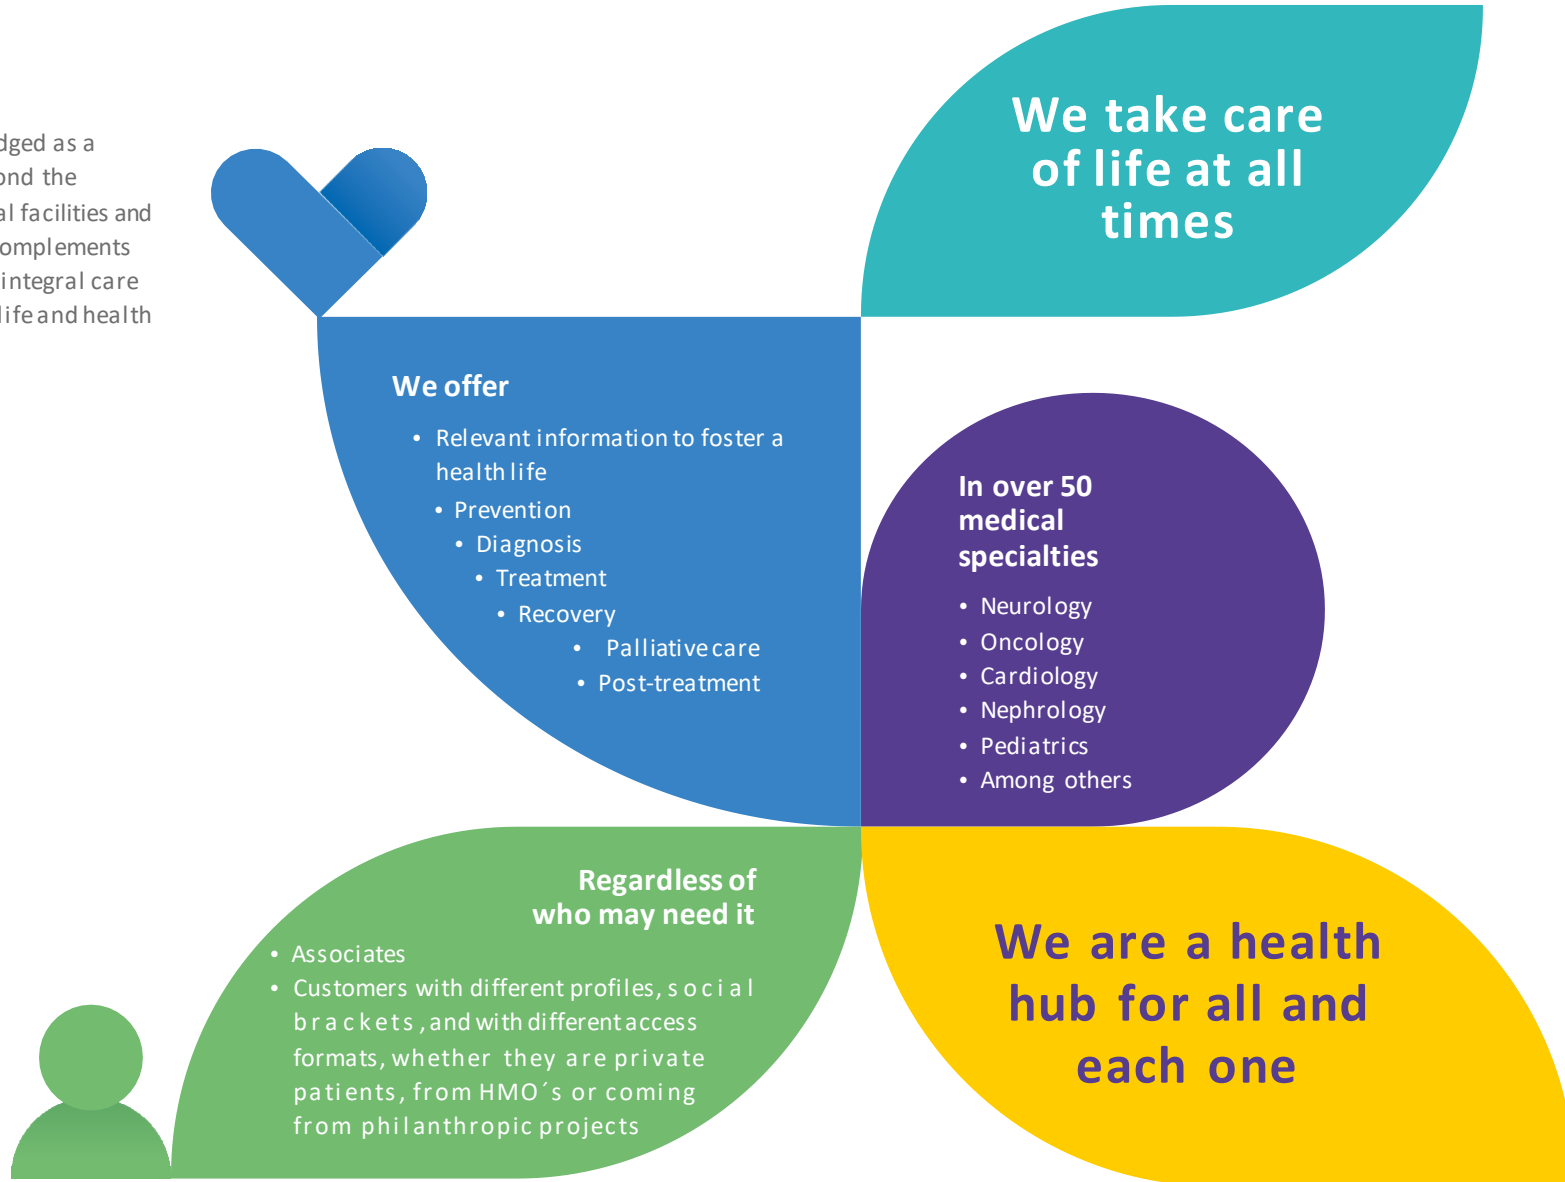 as a
the
facilities and
integral care
life and health
We take care
of life at all
times
We offer
• Relevant information to foster a
health life
• Prevention
• Diagnosis
• Treatment
• Recovery
• Palliative care
• Post-treatment
In over 50
medical
specialties
• Neurology
• Oncology
• Cardiology
• Nephrology
• Pediatrics
• Among others
Regardless of
who may need it
• Associates
• Customers with different profiles, social
brackets, and with different access
formats, whether they are private
patients, from HMO´s or coming
from philanthropic projects
We are a health
hub for all and
each one